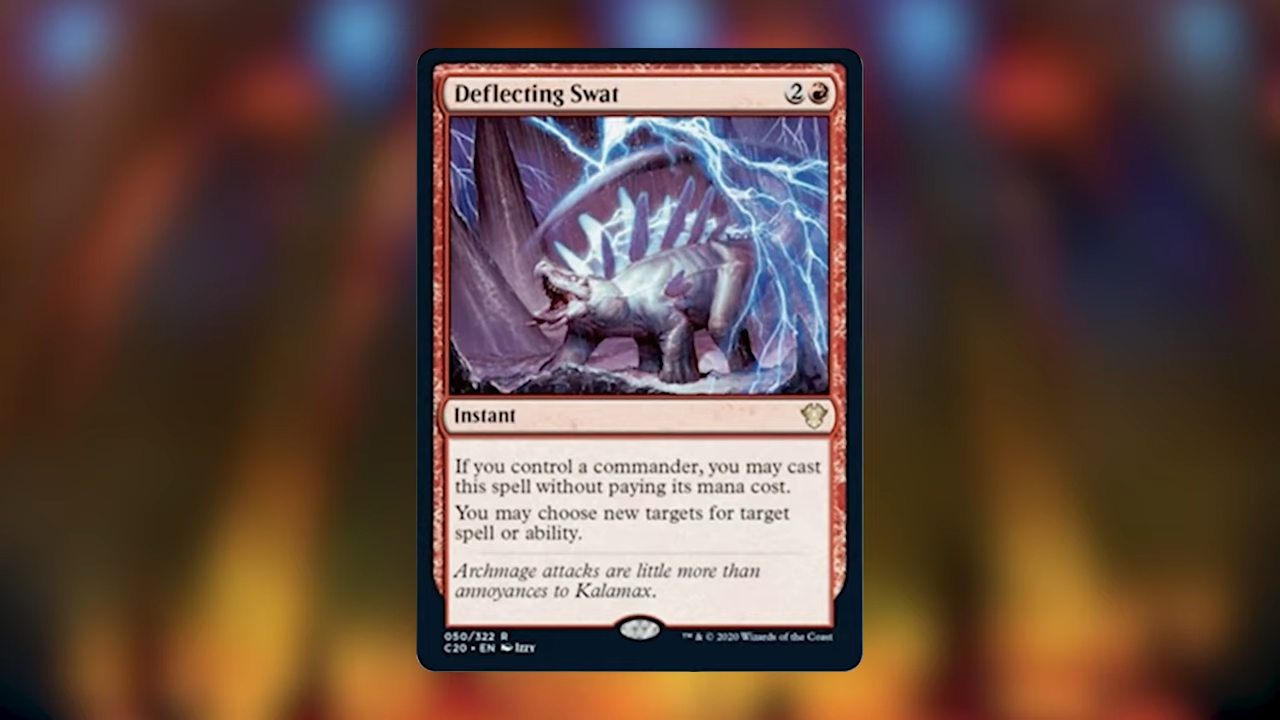 Deflecting Swat 2
Instant
If you control a commander, you may cast
this spell without paying its mana cost.
You may choose new targets for target
spell or ability.
Archmage attacks are little more than
annoyances to Kalamax.
050/322 R
C20 • EN Izzy
™ & © 2020 Wizards of the Coast